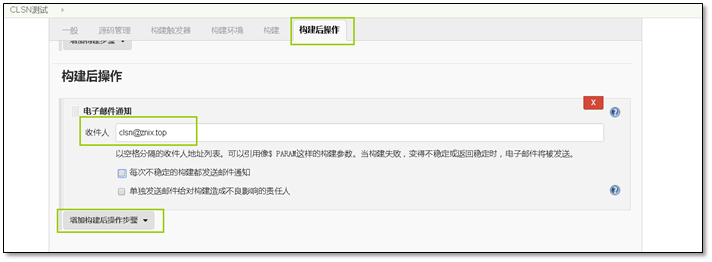 CLSN测试
一般 源码管理 构建触发器 构建环境 构建 构建后操作
增加构建步骤
构建后操作
电子邮件通知
X
收件人 clsn@znix.top
以空格分隔的收件人地址列表。可以引用像$ PARAM这样的构建参数。当构建失败,变得不稳定或返回稳定时,电子邮件将被发送。
每次不稳定的构建都发送邮件通知
单独发送邮件给对构建造成不良影响的责任人
增加构建后操作步骤